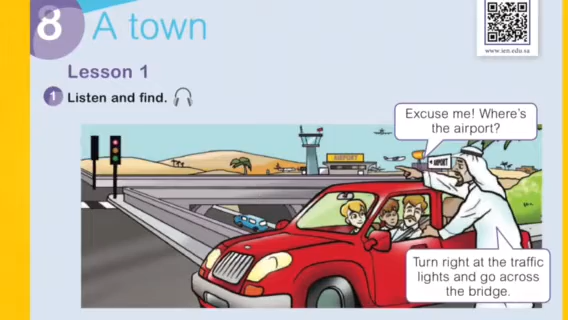 8 A town
www.ien.edu.sa
Lesson 1
1 Listen and find.
Excuse me! Where's
the airport?
AIRPORT
AIRPORT
Turn right at the traffic
lights and go across
the bridge.